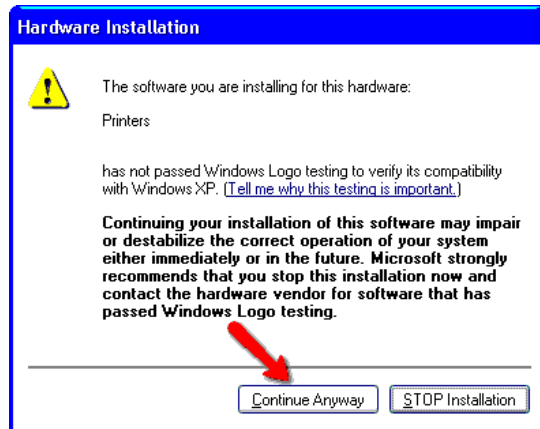 Hardware Installation
The software you are installing for this hardware:
Printers
has not passed Windows Logo testing to verify its compatibility
with Windows XP. (Tell me why this testing is important.)
Continuing your installation of this software may impair
or destabilize the correct operation of your system
either immediately or in the future. Microsoft strongly
recommends that you stop this installation now and
contact the hardware vendor for software that has
passed Windows Logo testing.
Continue Anyway
STOP Installation